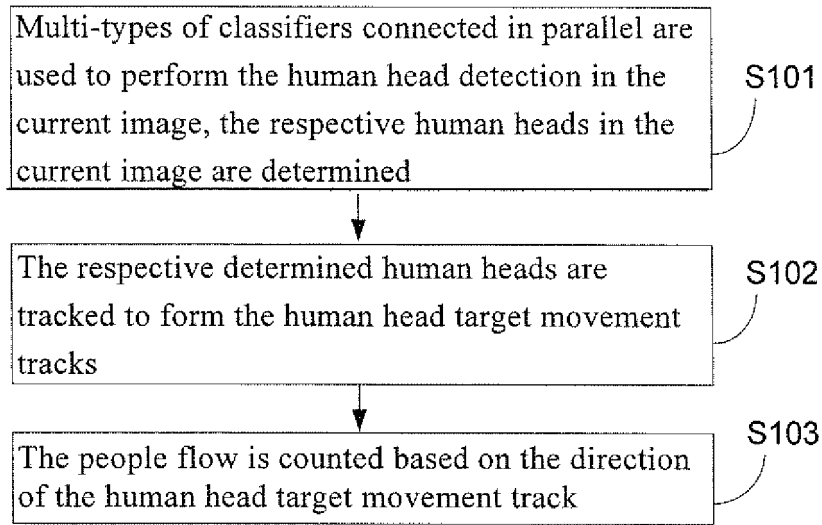 Multi-types of classifiers connected in parallel are
used to perform the human head detection in the
current image, the respective human heads in the
current image are determined
S101
The respective determined human heads are
tracked to form the human head target movement
tracks
S102
The people flow is counted based on the direction
of the human head target movement track
S103